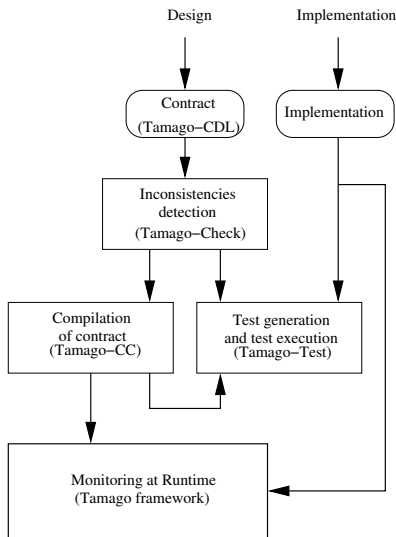 Design
Implementation
Contract
(Tamago−CDL)
Implementation
Inconsistencies
detection
(Tamago−Check)
Compilation
of contract
(Tamago−CC)
Test generation
and test execution
(Tamago−Test)
Monitoring at Runtime
(Tamago framework)